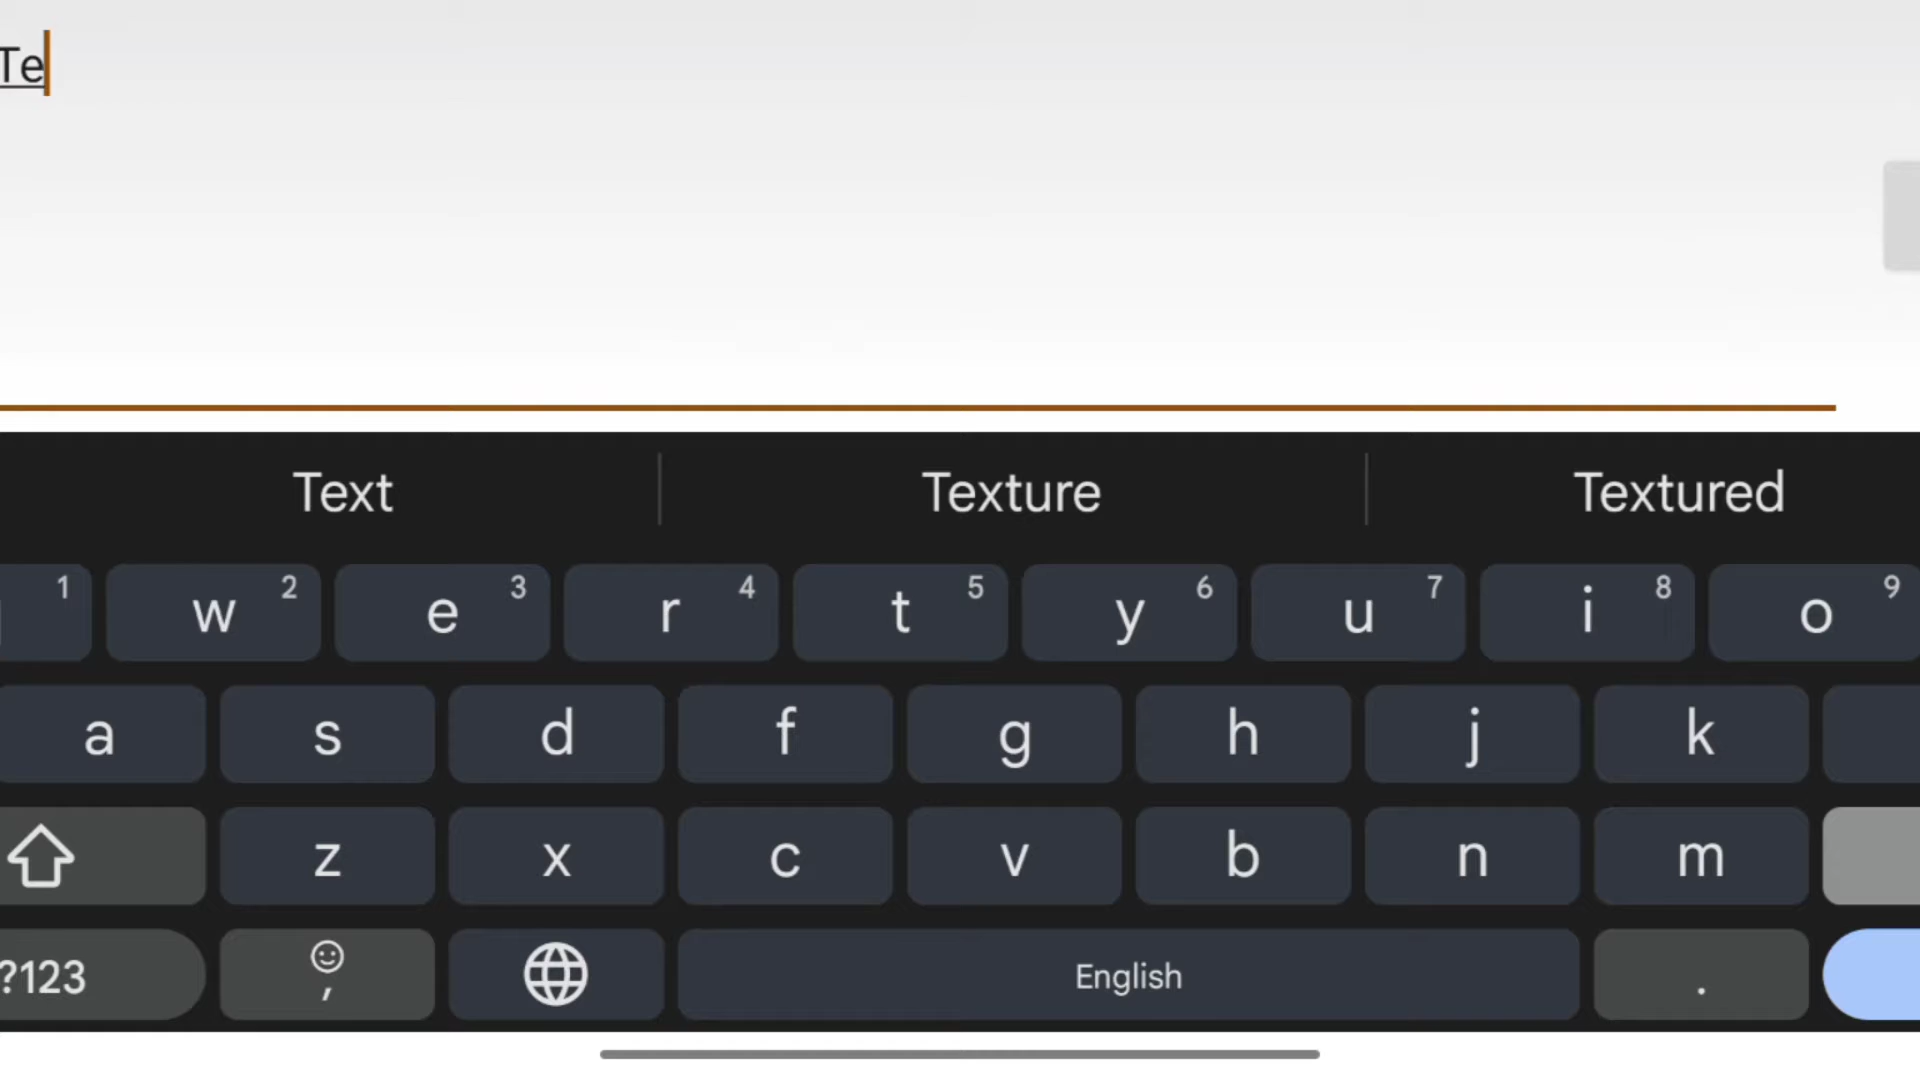 Te
Text Texture Textured
1 w 2 e 3 r 4 t 5 y 6 u 7 i 8 o 9
a s d f g h j k
z x c v b n m
?123 , English .